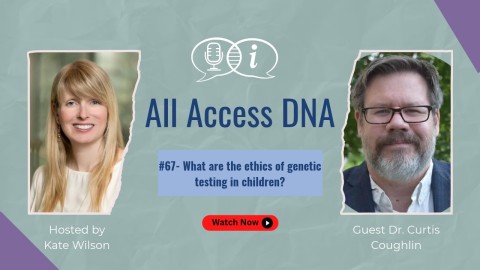 All Access DNA
#67- What are the ethics of genetic
testing in children?
Watch Now
Hosted by
Kate Wilson
Guest Dr. Curtis
Coughlin